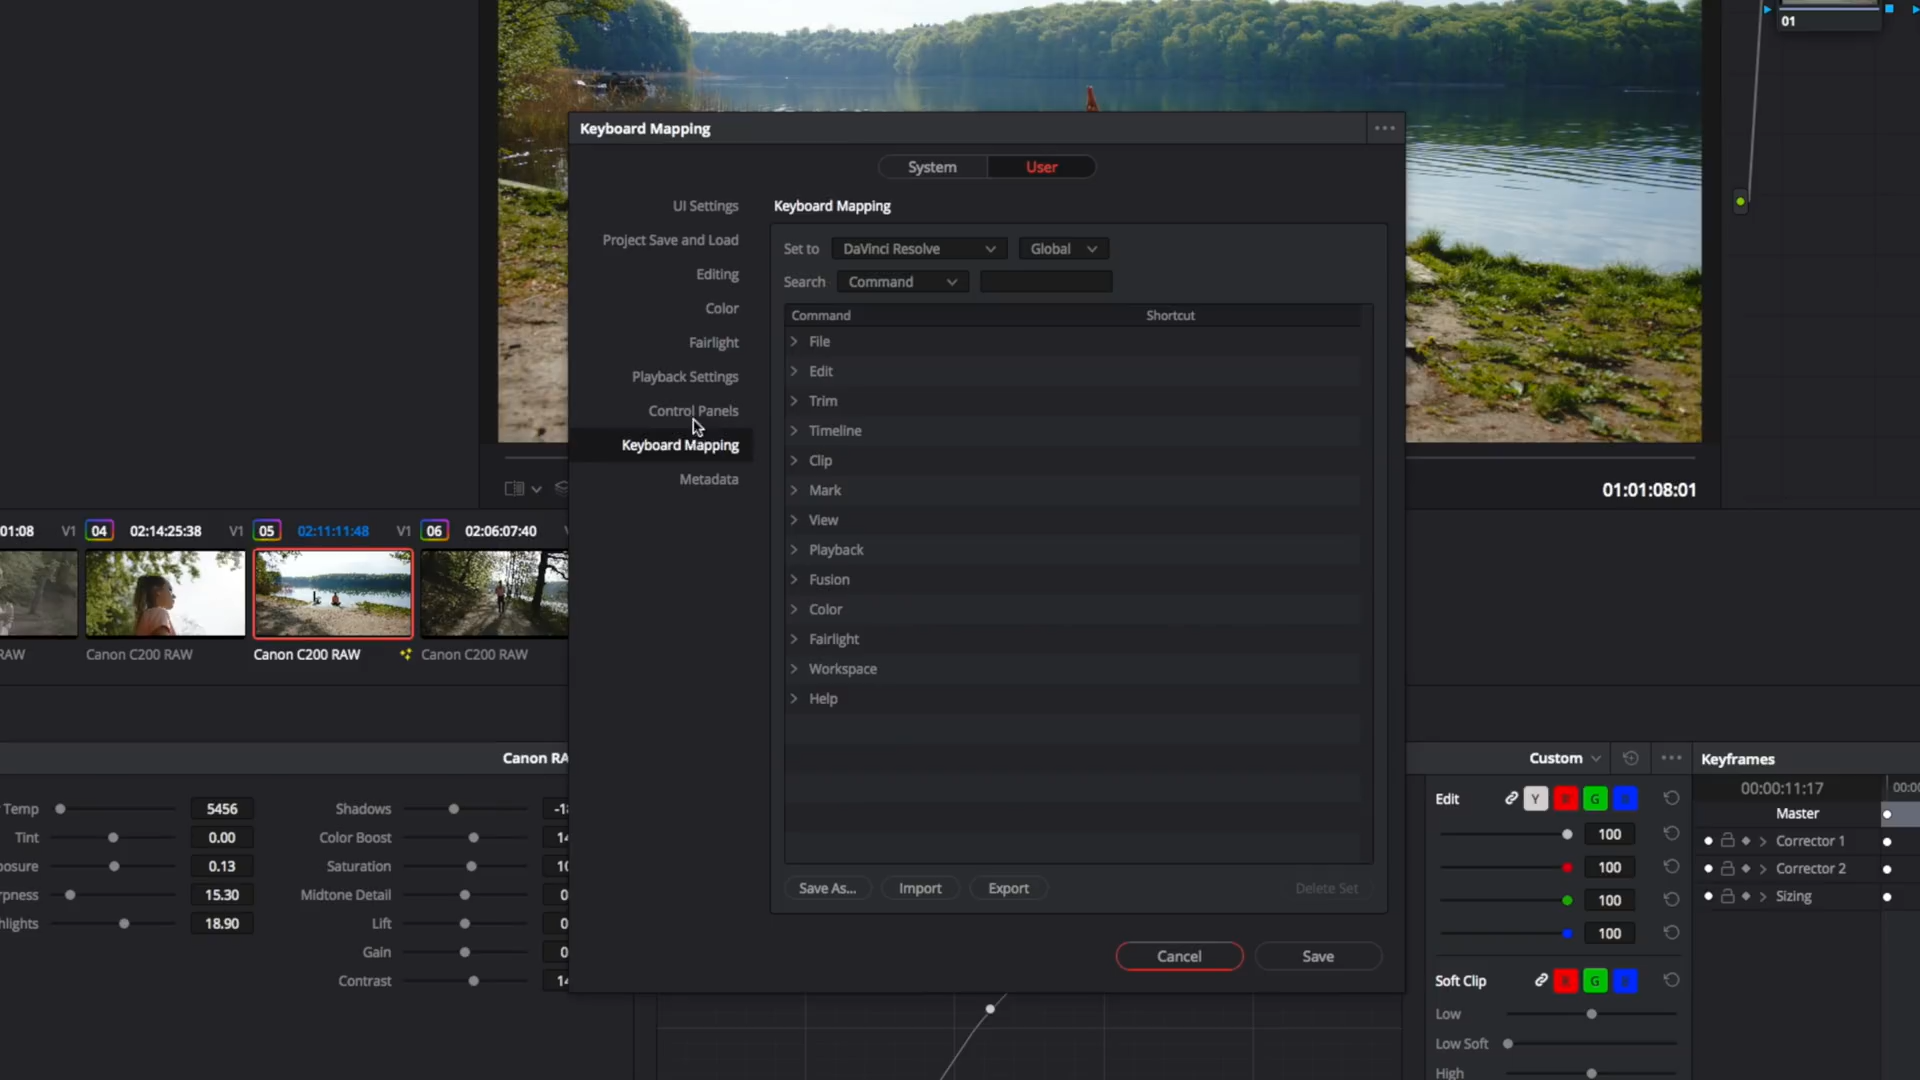 01
Keyboard Mapping
System
User
UI Settings
Project Save and Load
Editing
Color
Fairlight
Playback Settings
Control Panels
Keyboard Mapping
Metadata
Keyboard Mapping
Set to
DaVinci Resolve
Global
Search
Command
Command
Shortcut
File
Edit
Trim
Timeline
Clip
Mark
View
Playback
Fusion
Color
Fairlight
Workspace
Help
Save As...
Import
Export
Delete Set
Cancel
Save
01:01:08:01
01:08
V1
04
02:14:25:38
V1
05
02:11:11:48
V1
06
02:06:07:40
RAW
Canon C200 RAW
Canon C200 RAW
Canon C200 RAW
Canon RA
Temp
5456
Tint
0.00
osure
0.13
rpness
15.30
hlights
18.90
Shadows
-1
Color Boost
14
Saturation
10
Midtone Detail
0
Lift
0
Gain
0
Contrast
14
Custom
Edit
Y
R
G
100
100
100
100
Soft Clip
R
G
Low
Low Soft
High
Keyframes
00:00:11:17
00:00
Master
Corrector 1
Corrector 2
Sizing